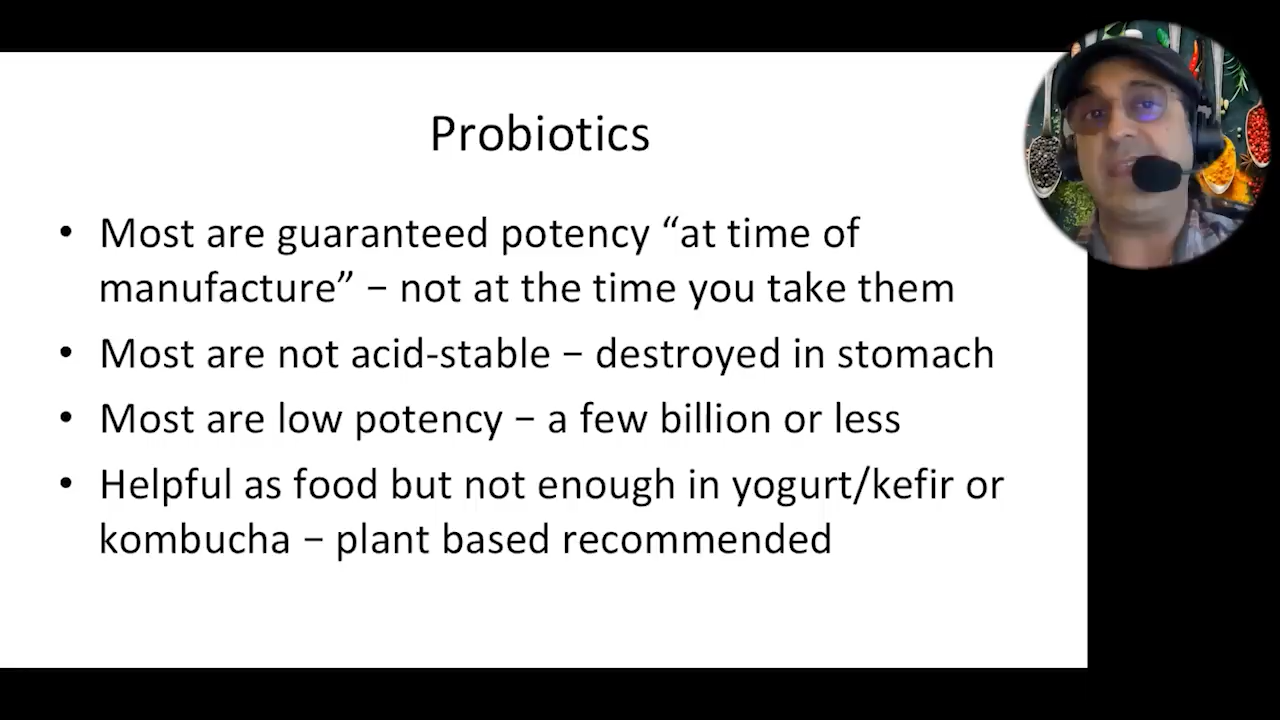 Probiotics
• Most are guaranteed potency “at time of
manufacture” – not at the time you take them
• Most are not acid-stable – destroyed in stomach
• Most are low potency – a few billion or less
• Helpful as food but not enough in yogurt/kefir or
kombucha – plant based recommended